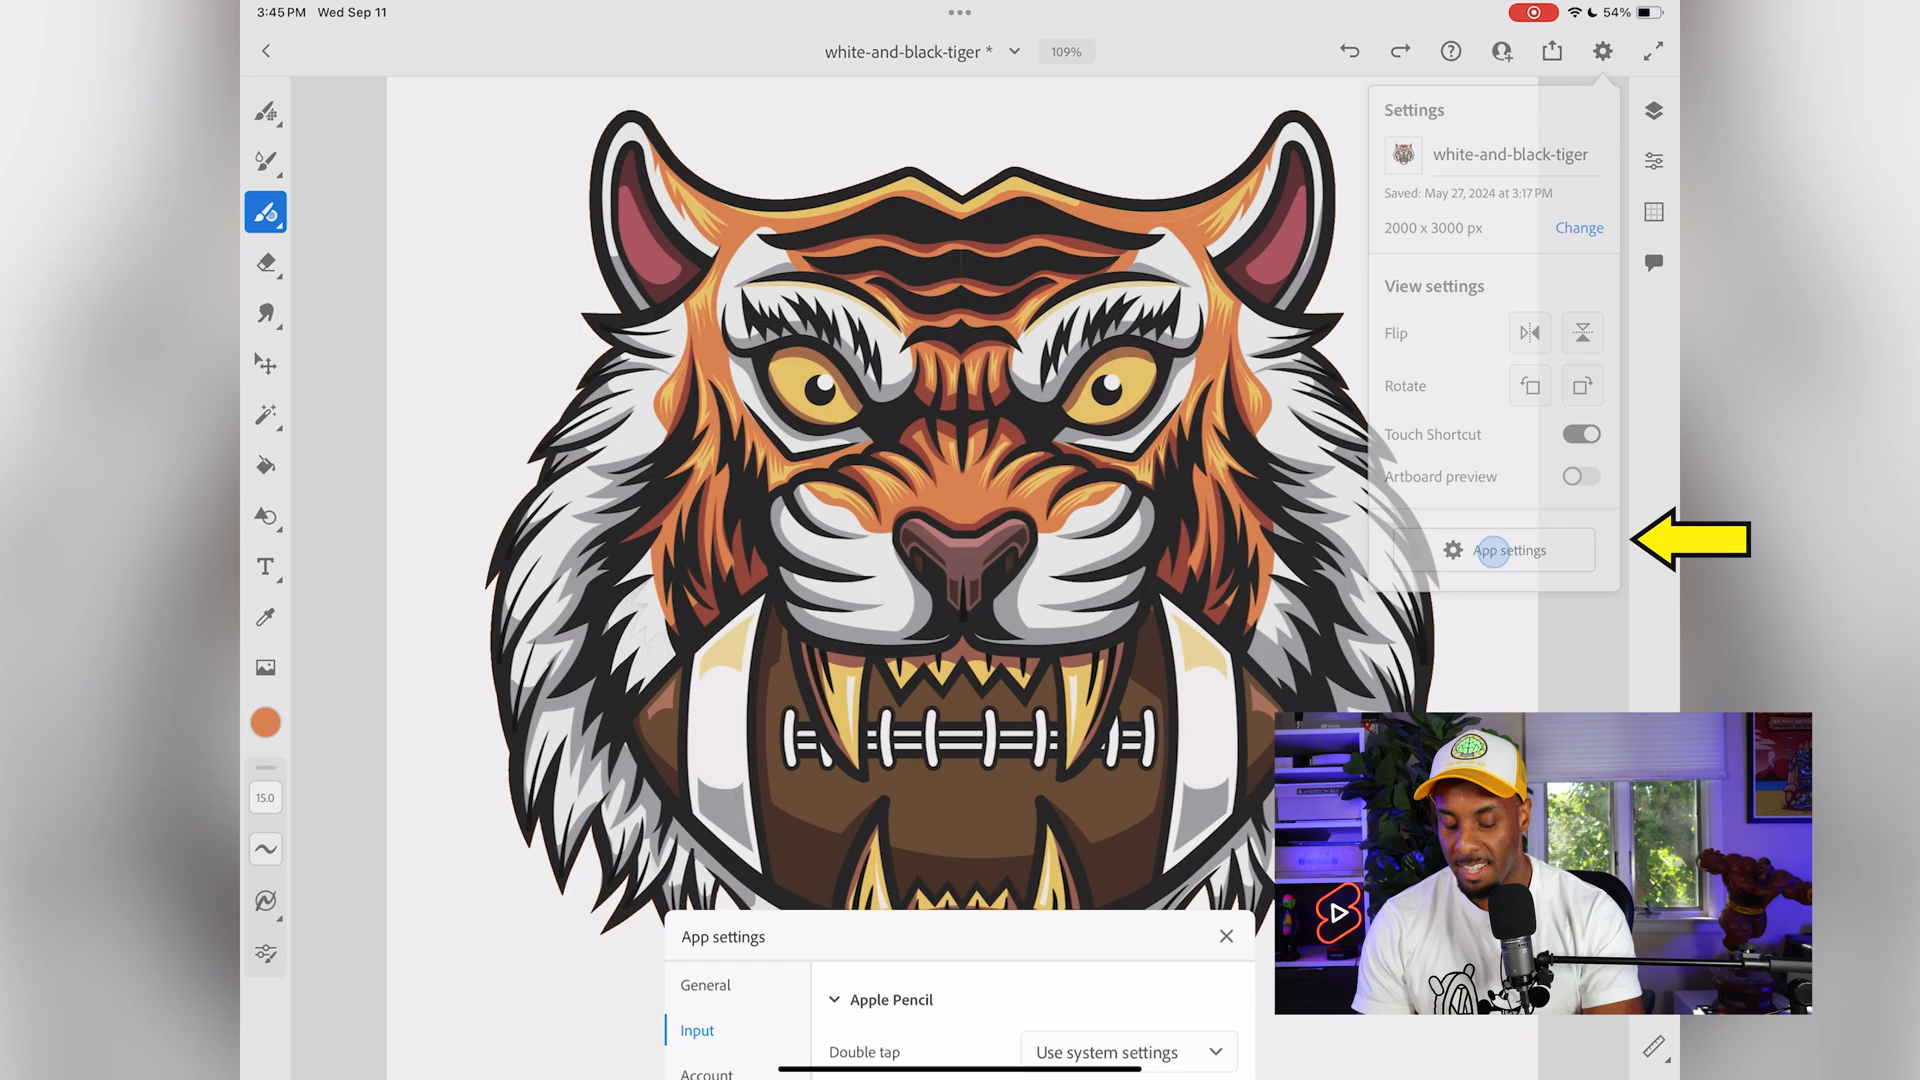 3:45 PM Wed Sep 11
54%
white-and-black-tiger *
109%
Settings
white-and-black-tiger
Saved: May 27, 2024 at 3:17 PM
2000 x 3000 px Change
View settings
Flip
Rotate
Touch Shortcut
Artboard preview
App settings
T
15.0
App settings
General
Input
Account
Apple Pencil
Double tap
Use system settings